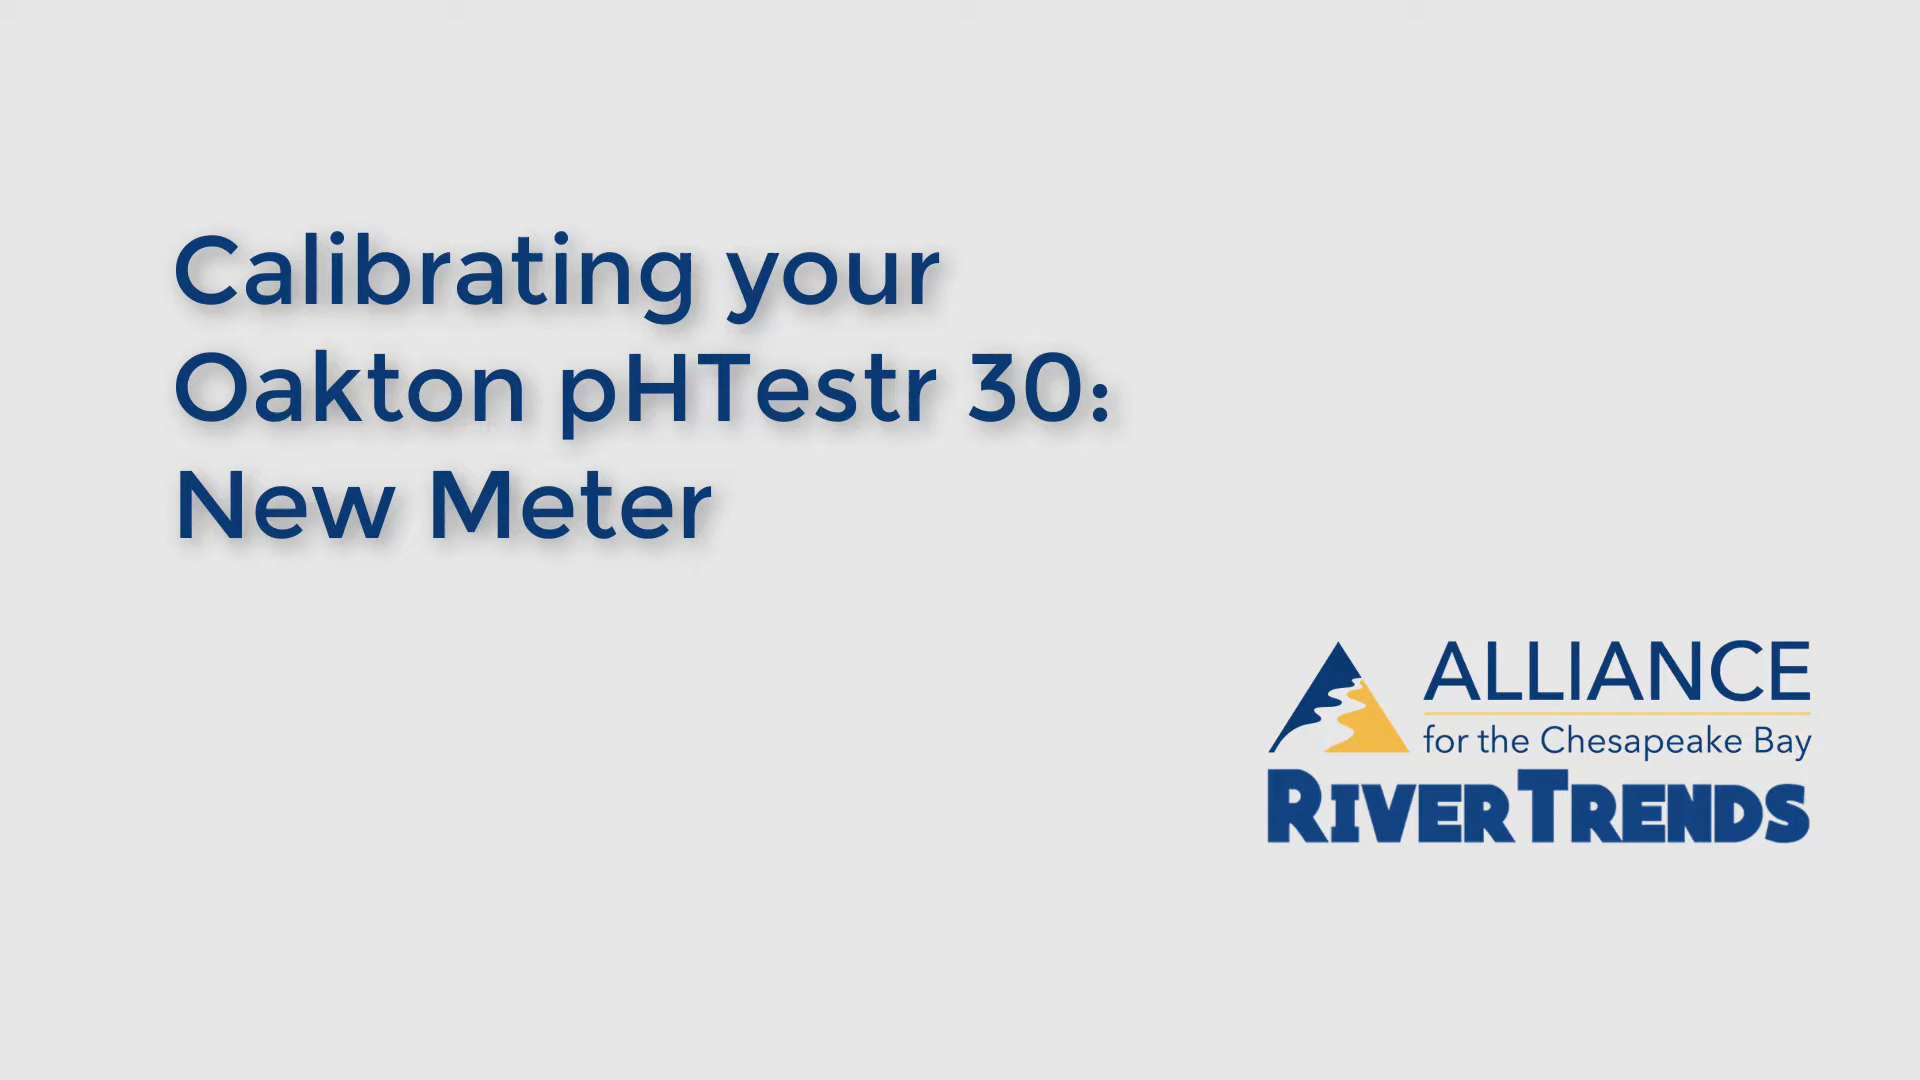 Calibrating your
Oakton pHTestr 30:
New Meter
ALLIANCE
for the Chesapeake Bay
RIVERTRENDS